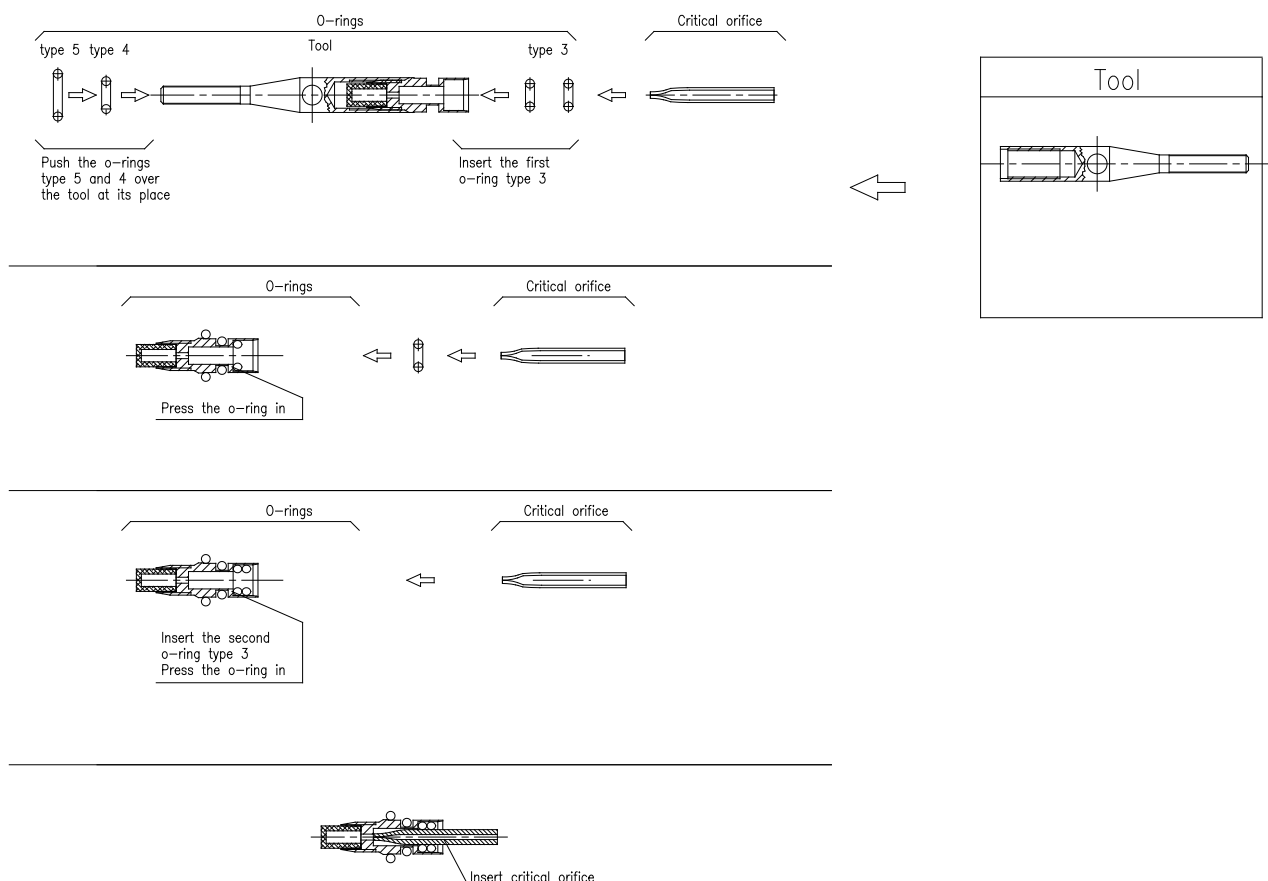 O-rings
Critical orifice
type 5 type 4
Tool
type 3
Push the o-rings
type 5 and 4 over
the tool at its place
Insert the first
o-ring type 3
Tool
O-rings
Critical orifice
Press the o-ring in
O-rings
Critical orifice
Insert the second
o-ring type 3
Press the o-ring in
Insert critical orifice